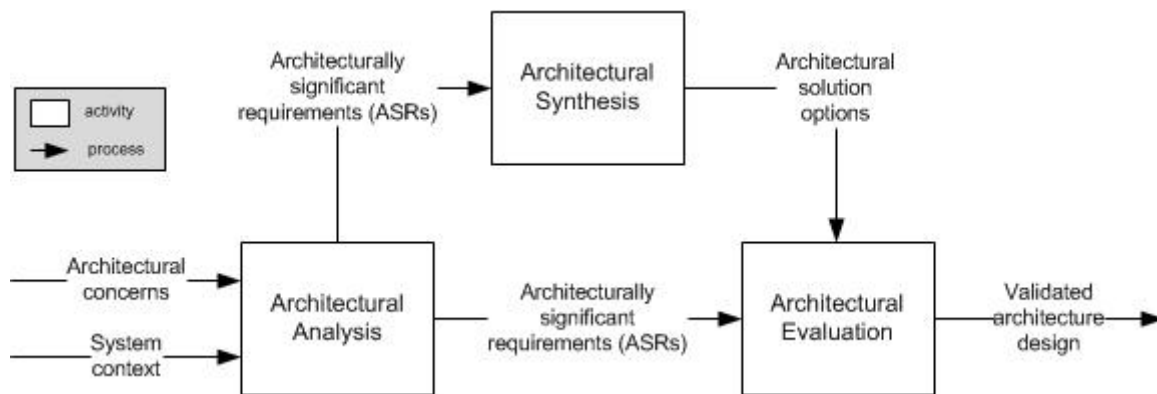 Architecturally
significant
requirements (ASRs)
Architectural
Synthesis
Architectural
solution
options
activity
process
Architectural
concerns
System
context
Architectural
Analysis
Architecturally
significant
requirements (ASRs)
Architectural
Evaluation
Validated
architecture
design